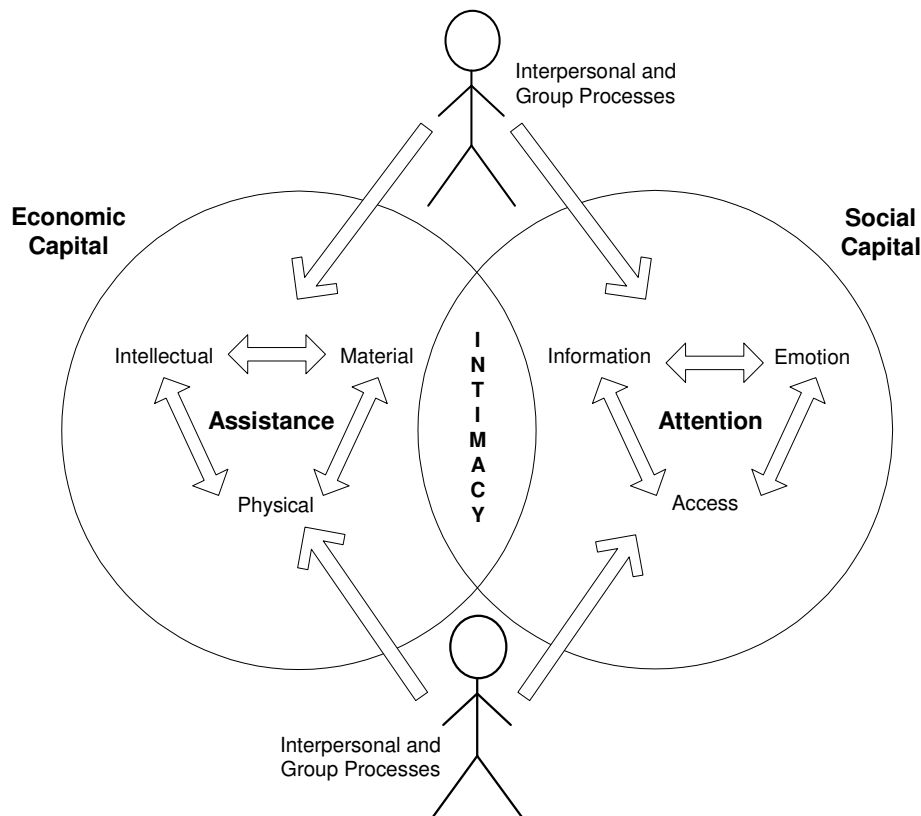 Interpersonal and
Group Processes
Economic
Capital
Social
Capital
I
N
T
I
M
A
C
Y
Intellectual
Material
Assistance
Physical
Information
Emotion
Attention
Access
Interpersonal and
Group Processes